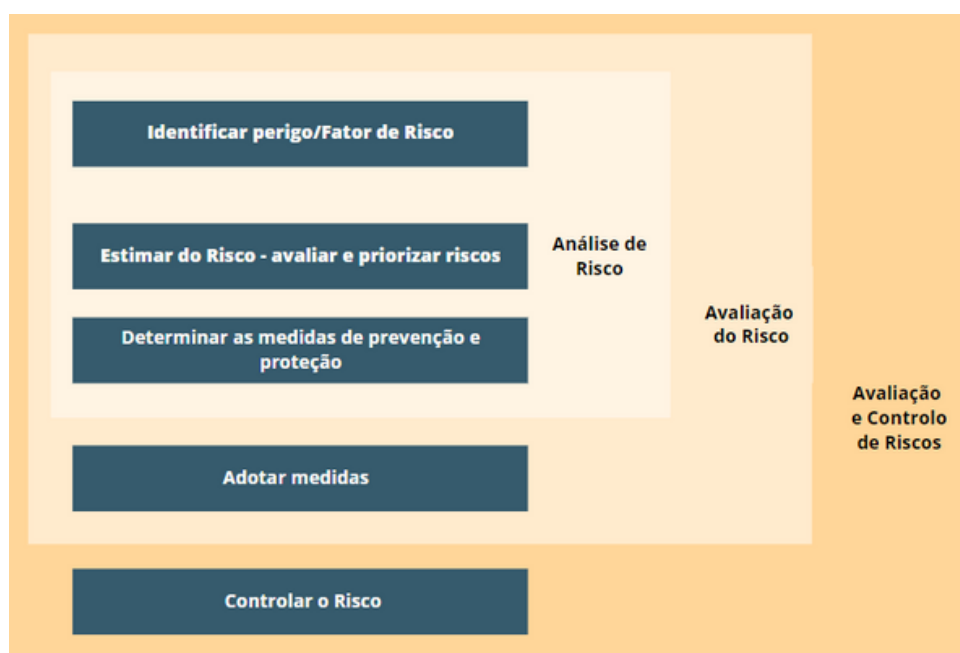 Identificar perigo/Fator de Risco
Estimar do Risco - avaliar e priorizar riscos
Análise de
Risco
Determinar as medidas de prevenção e
proteção
Avaliação
do Risco
Avaliação
e Controlo
de Riscos
Adotar medidas
Controlar o Risco